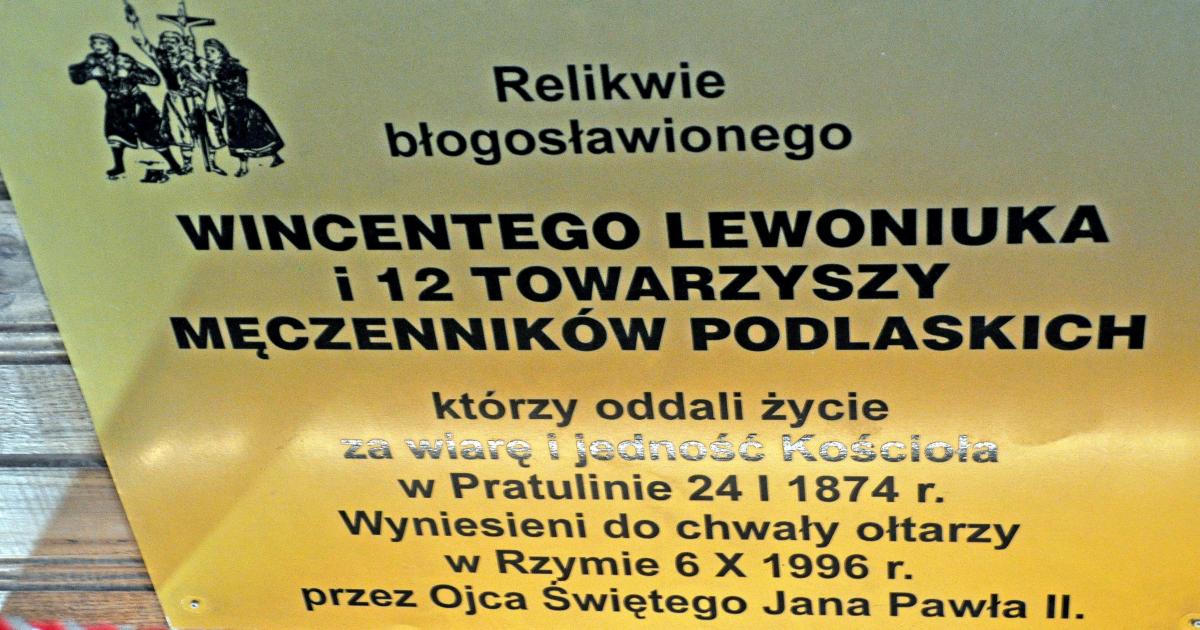 Relikwie
błogosławionego
WINCENTEGO LEWONIUKA
i 12 TOWARZYSZY
MĘCZENNIKÓW PODLASKICH
którzy oddali życie
za wiarę i jedność Kościoła
w Pratulinie 24 I 1874 r.
Wyniesieni do chwały ołtarzy
w Rzymie 6 X 1996 r.
przez Ojca Świętego Jana Pawła II.